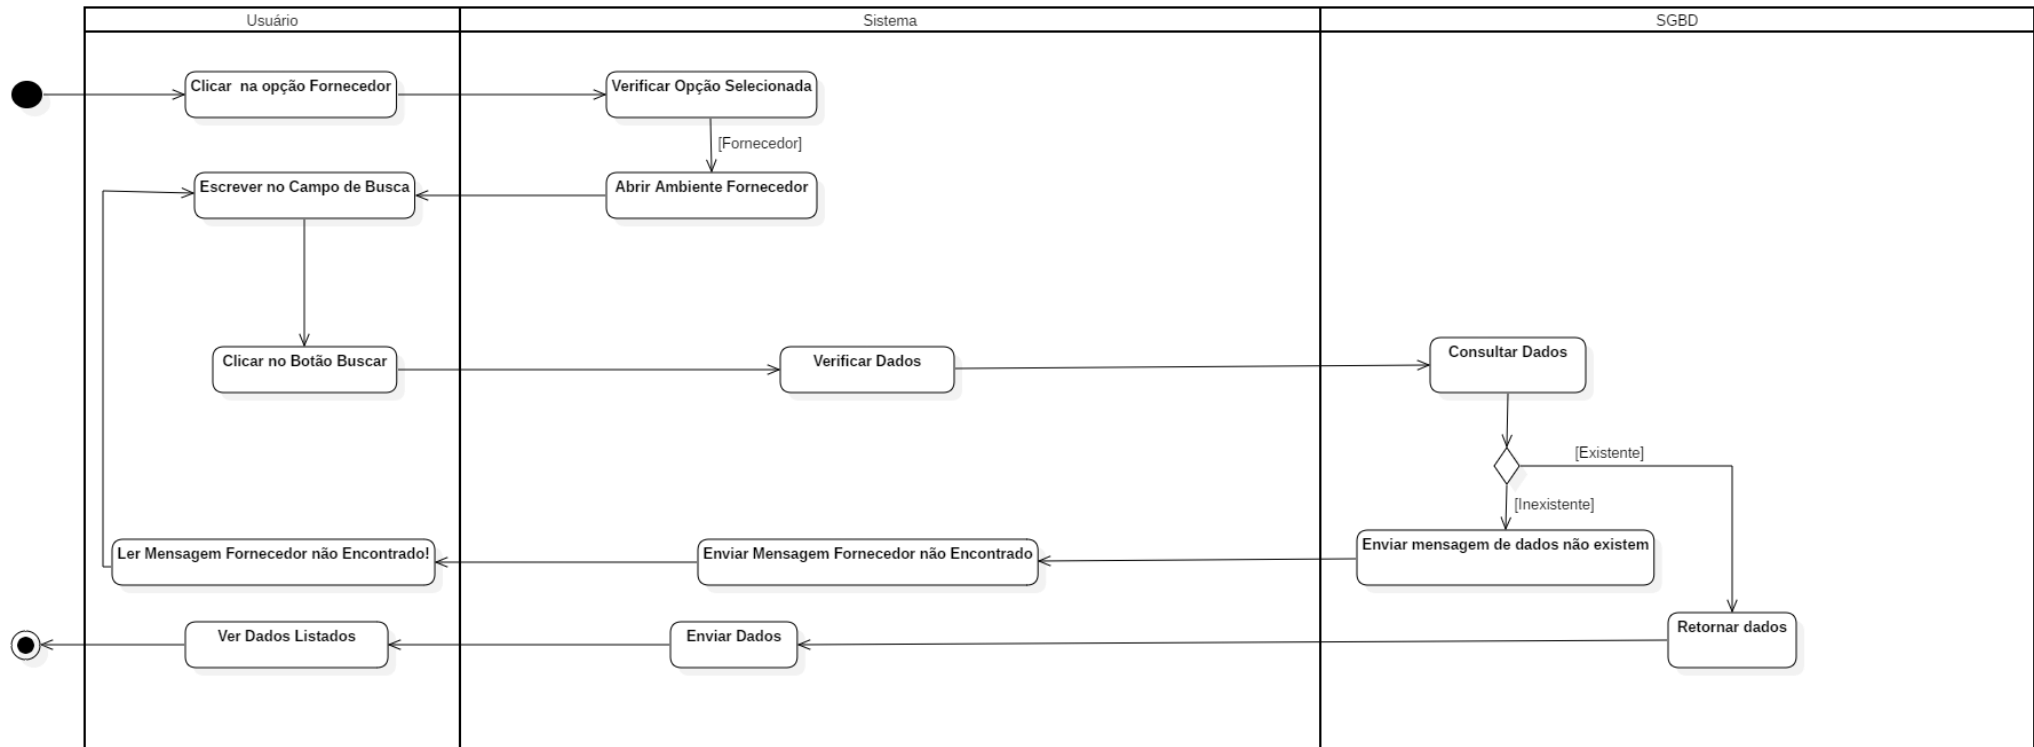 Usuário
Sistema
SGBD
Clicar na opção Fornecedor
Verificar Opção Selecionada
[Fornecedor]
Escrever no Campo de Busca
Abrir Ambiente Fornecedor
Clicar no Botão Buscar
Verificar Dados
Consultar Dados
[Existente]
[Inexistente]
Ler Mensagem Fornecedor não Encontrado!
Enviar Mensagem Fornecedor não Encontrado
Enviar mensagem de dados não existem
Ver Dados Listados
Enviar Dados
Retornar dados